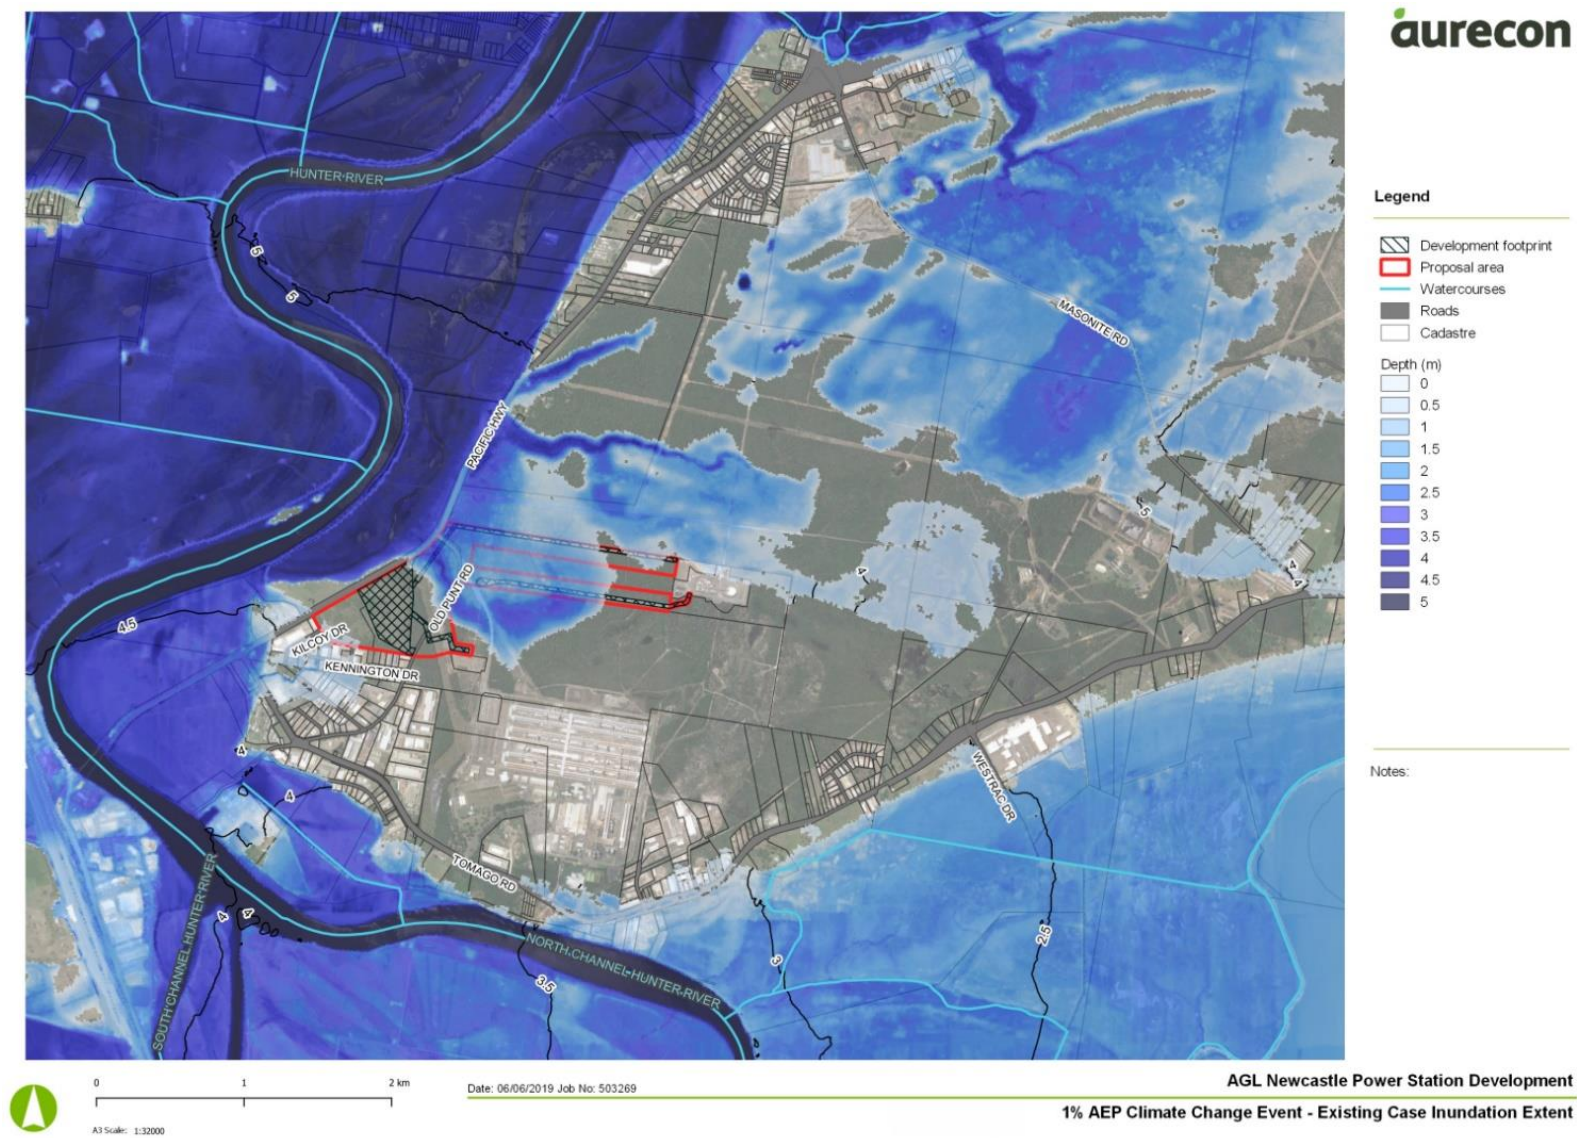 aurecon
HUNTER RIVER
5
5
MASONITE RD
PACIFIC HWY
5
4
4
4
OLD PUNT RD
4.5
KILCOY DR
KENNINGTON DR
4
4
WESTRAC DR
TOMAGO RD
SOUTH CHANNEL HUNTER RIVER
4
4
NORTH CHANNEL HUNTER RIVER
3.5
3
2.5
Legend
Development footprint
Proposal area
Watercourses
Roads
Cadastre
Depth (m)
0
0.5
1
1.5
2
2.5
3
3.5
4
4.5
5
Notes:
0 1 2 km
A3 Scale: 1:32000
Date: 06/06/2019 Job No: 503269
AGL Newcastle Power Station Development
1% AEP Climate Change Event - Existing Case Inundation Extent